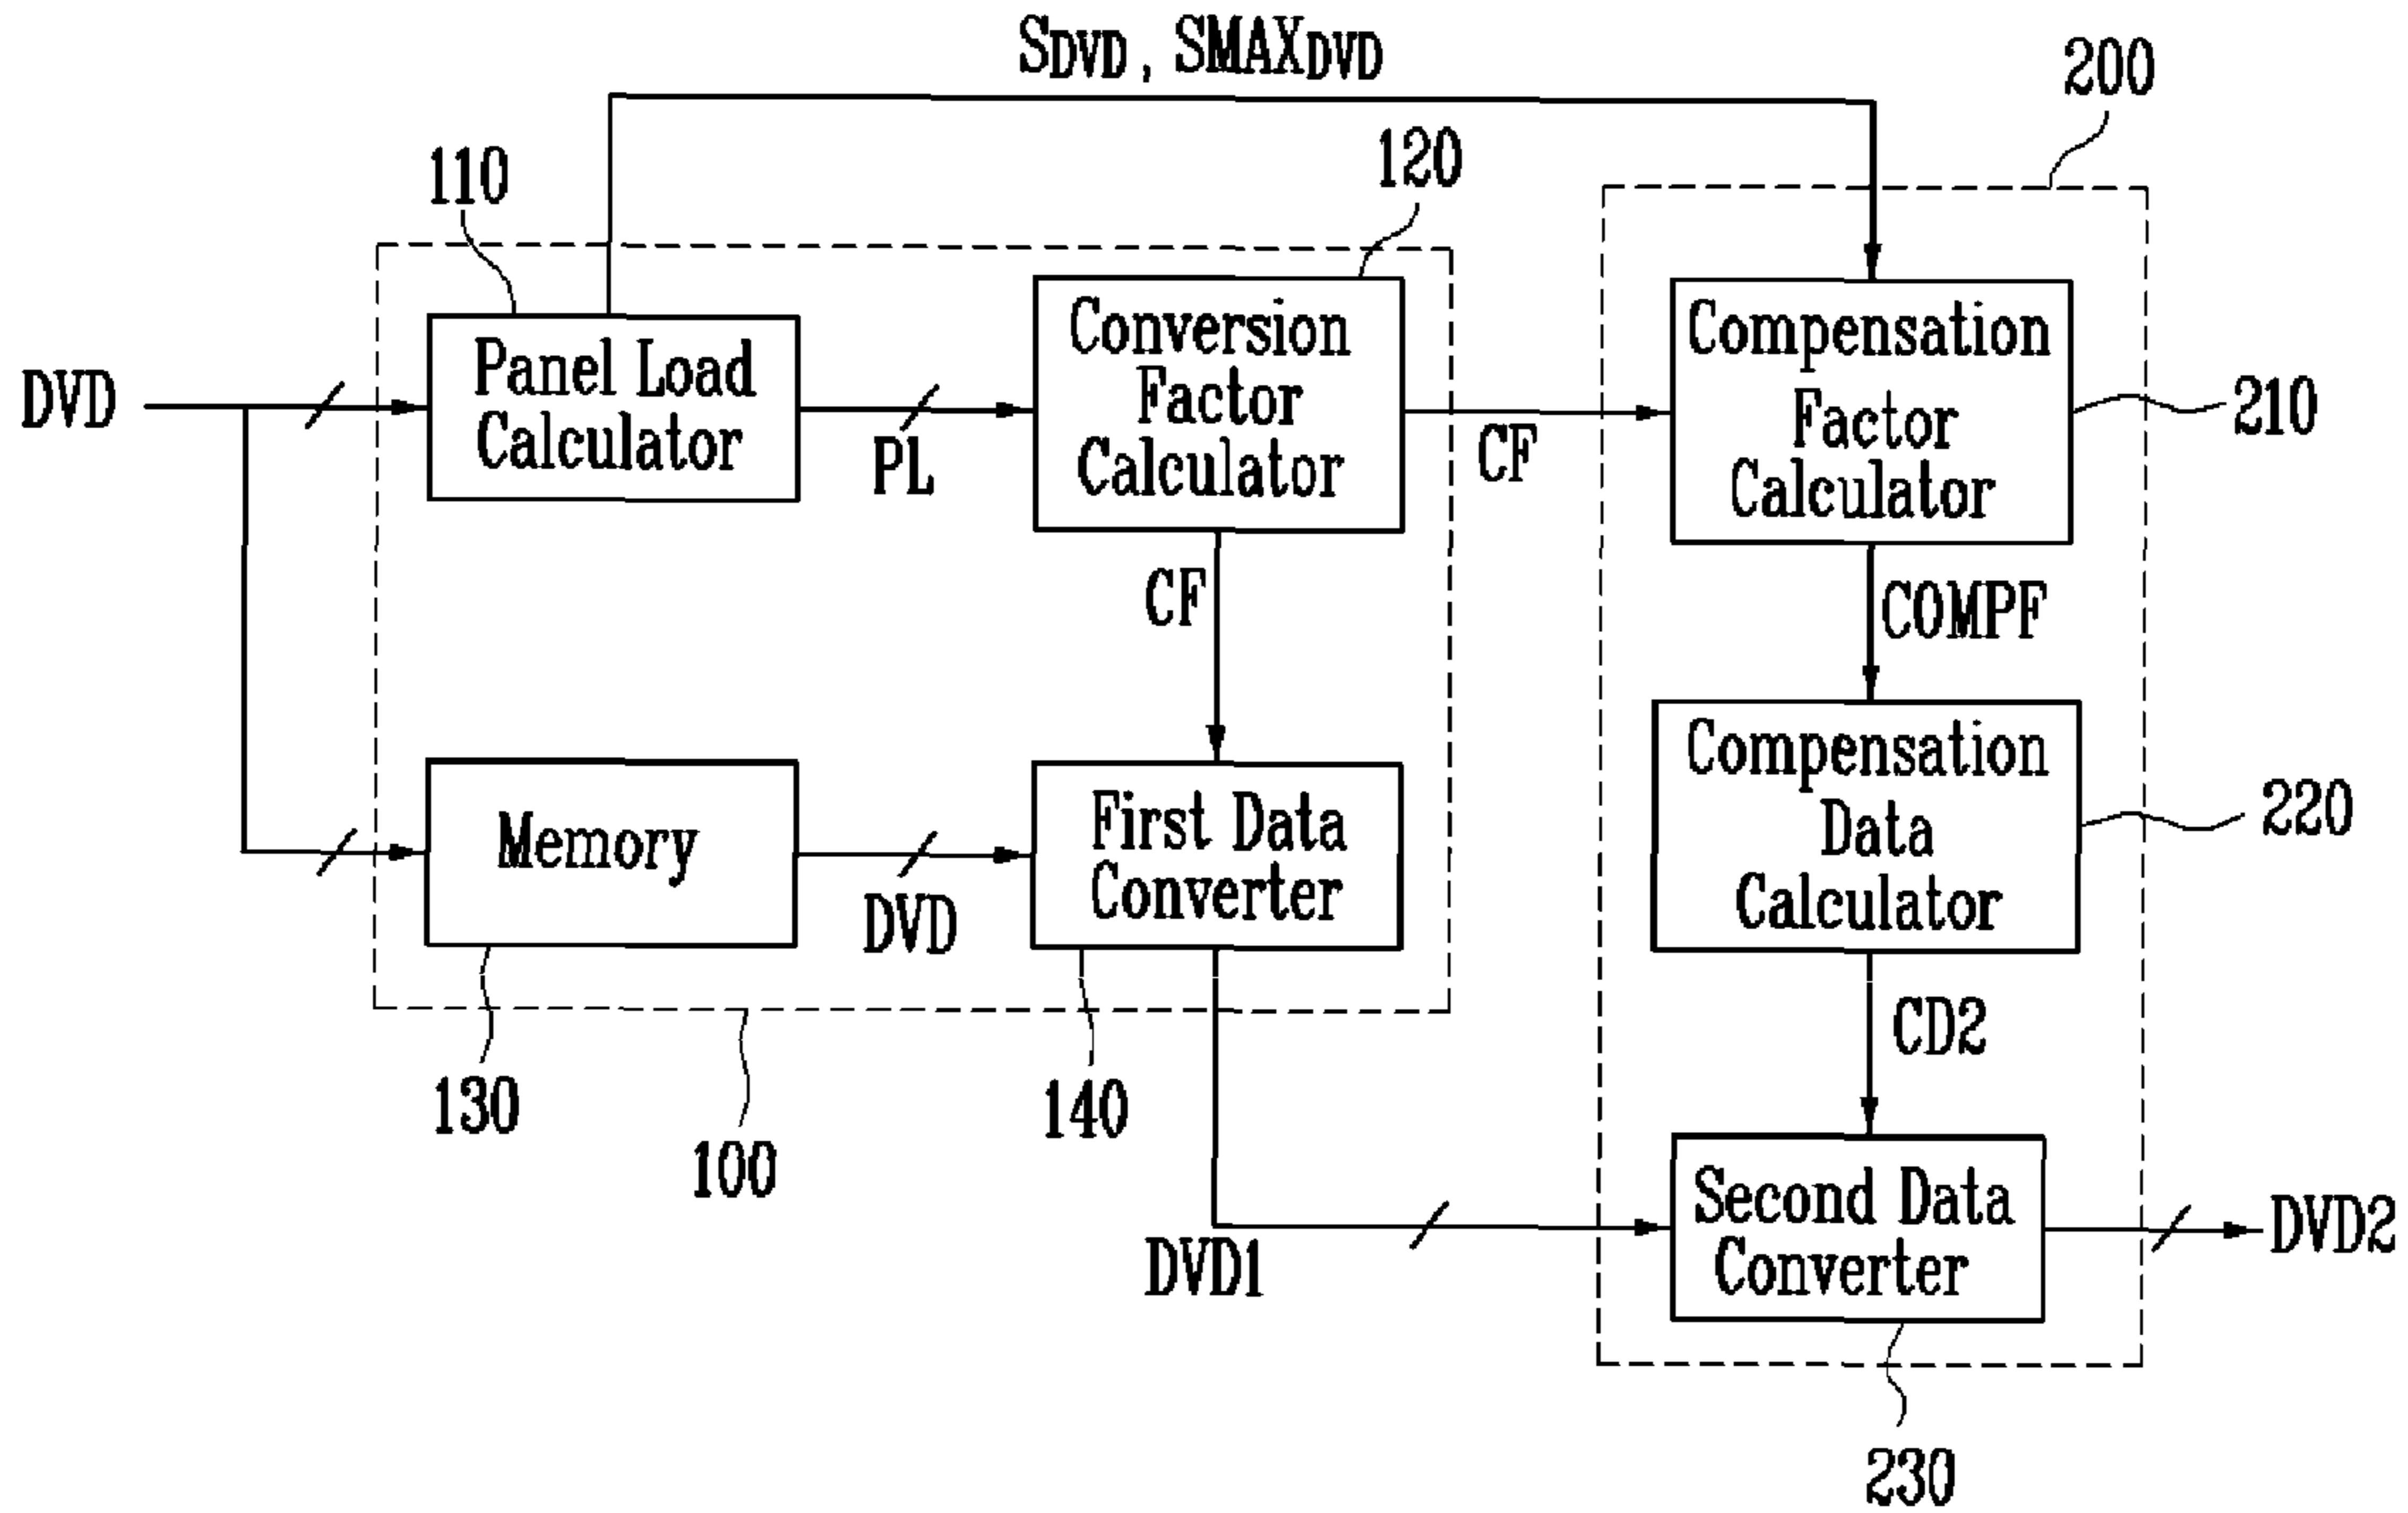 SDVD, SMAXDVD
200
110
120
DVD
Panel Load
Calculator
PL
Conversion
Factor
Calculator
CF
Compensation
Factor
Calculator
210
CF
COMPF
Memory
DVD
First Data
Converter
Compensation
Data
Calculator
220
130
100
140
CD2
DVD1
Second Data
Converter
DVD2
230